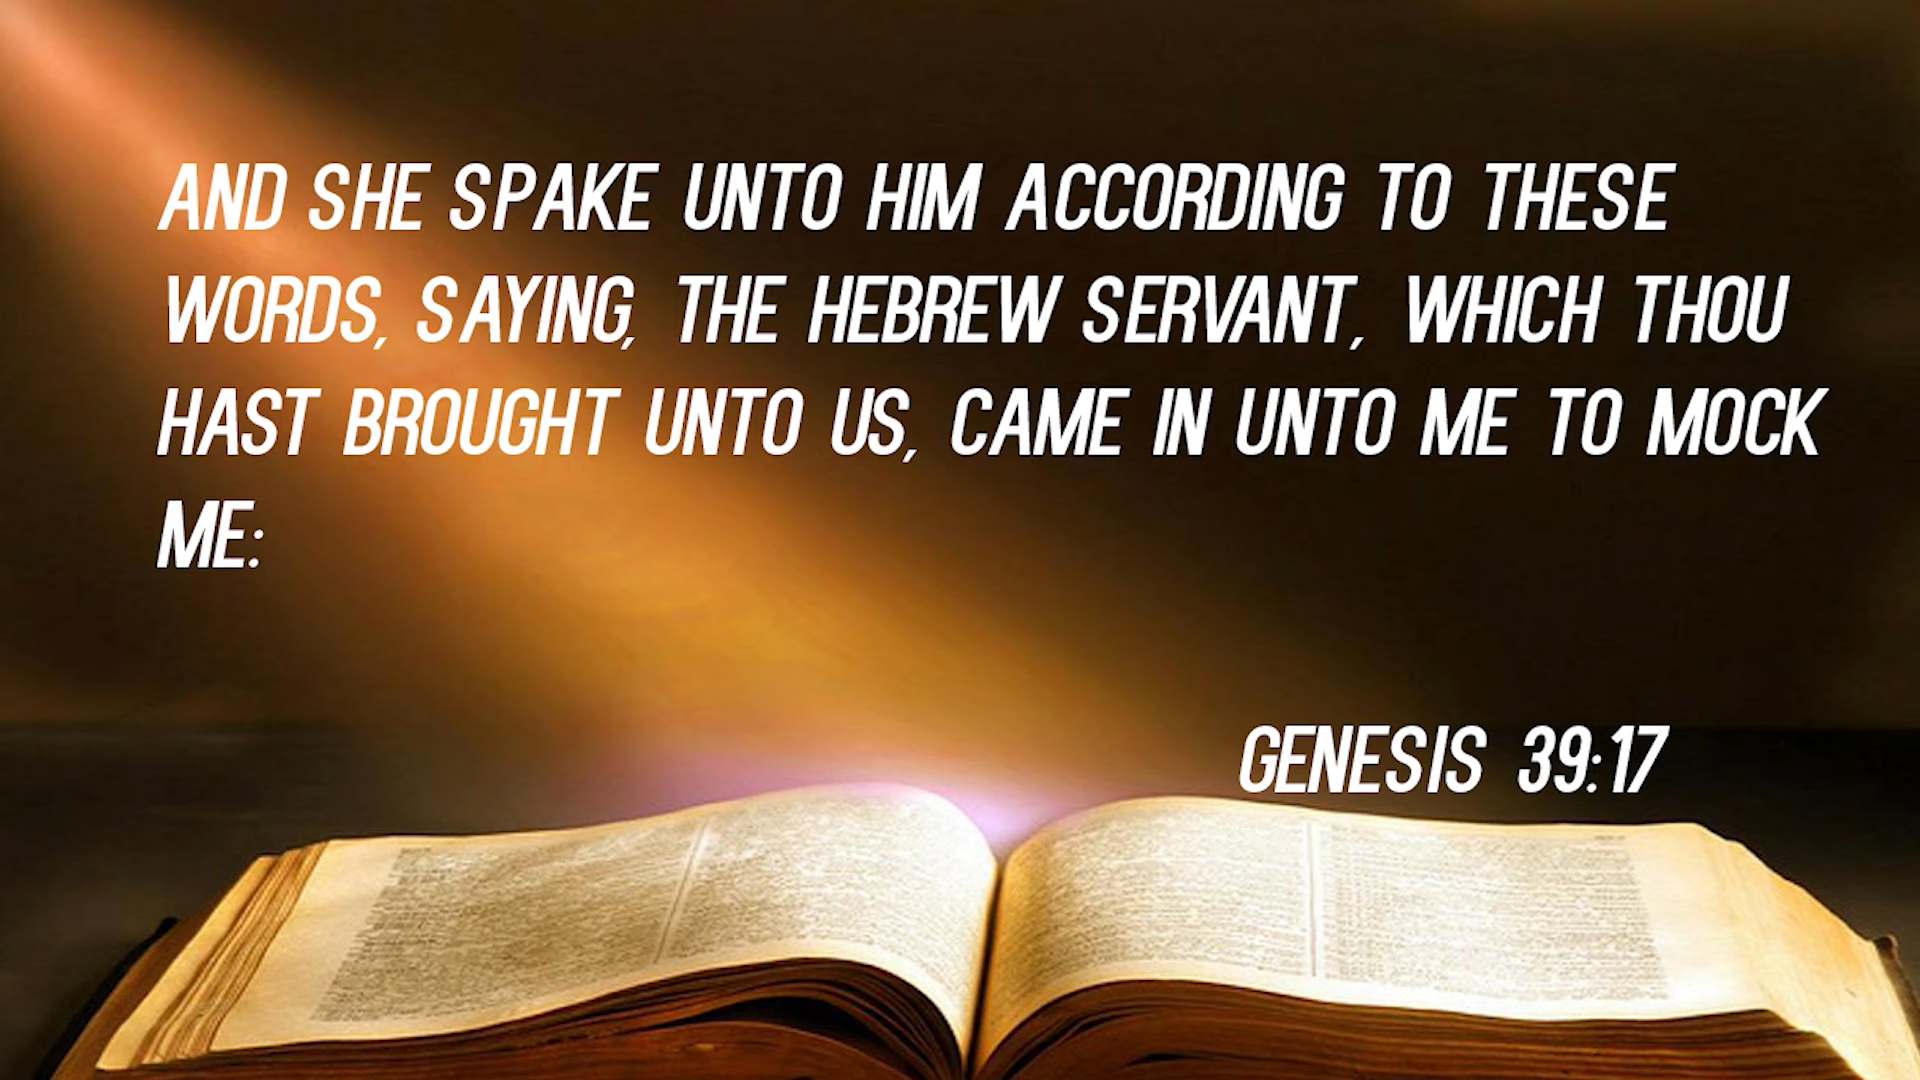 AND SHE SPAKE UNTO HIM ACCORDING TO THESE
WORDS, SAYING, THE HEBREW SERVANT, WHICH THOU
HAST BROUGHT UNTO US, CAME IN UNTO ME TO MOCK
ME:
GENESIS 39:17